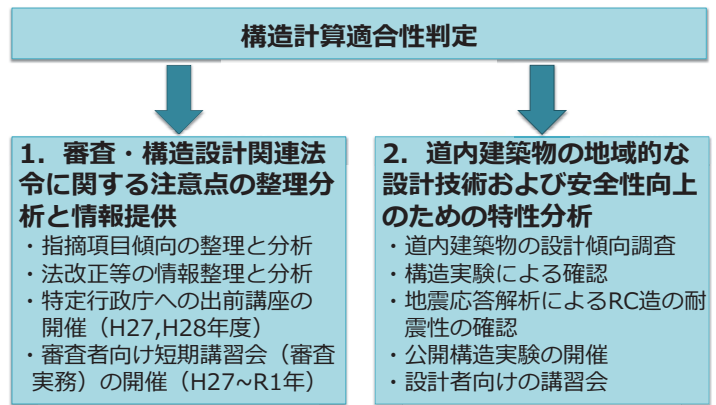 構造計算適合性判定
1．審査・構造設計関連法
令に関する注意点の整理分
析と情報提供
・指摘項目傾向の整理と分析
・法改正等の情報整理と分析
・特定行政庁への出前講座の
開催（H27,H28年度）
・審査者向け短期講習会（審査
実務）の開催（H27~R1年）
2．道内建築物の地域的な
設計技術および安全性向上
のための特性分析
・道内建築物の設計傾向調査
・構造実験による確認
・地震応答解析によるRC造の耐
震性の確認
・公開構造実験の開催
・設計者向けの講習会